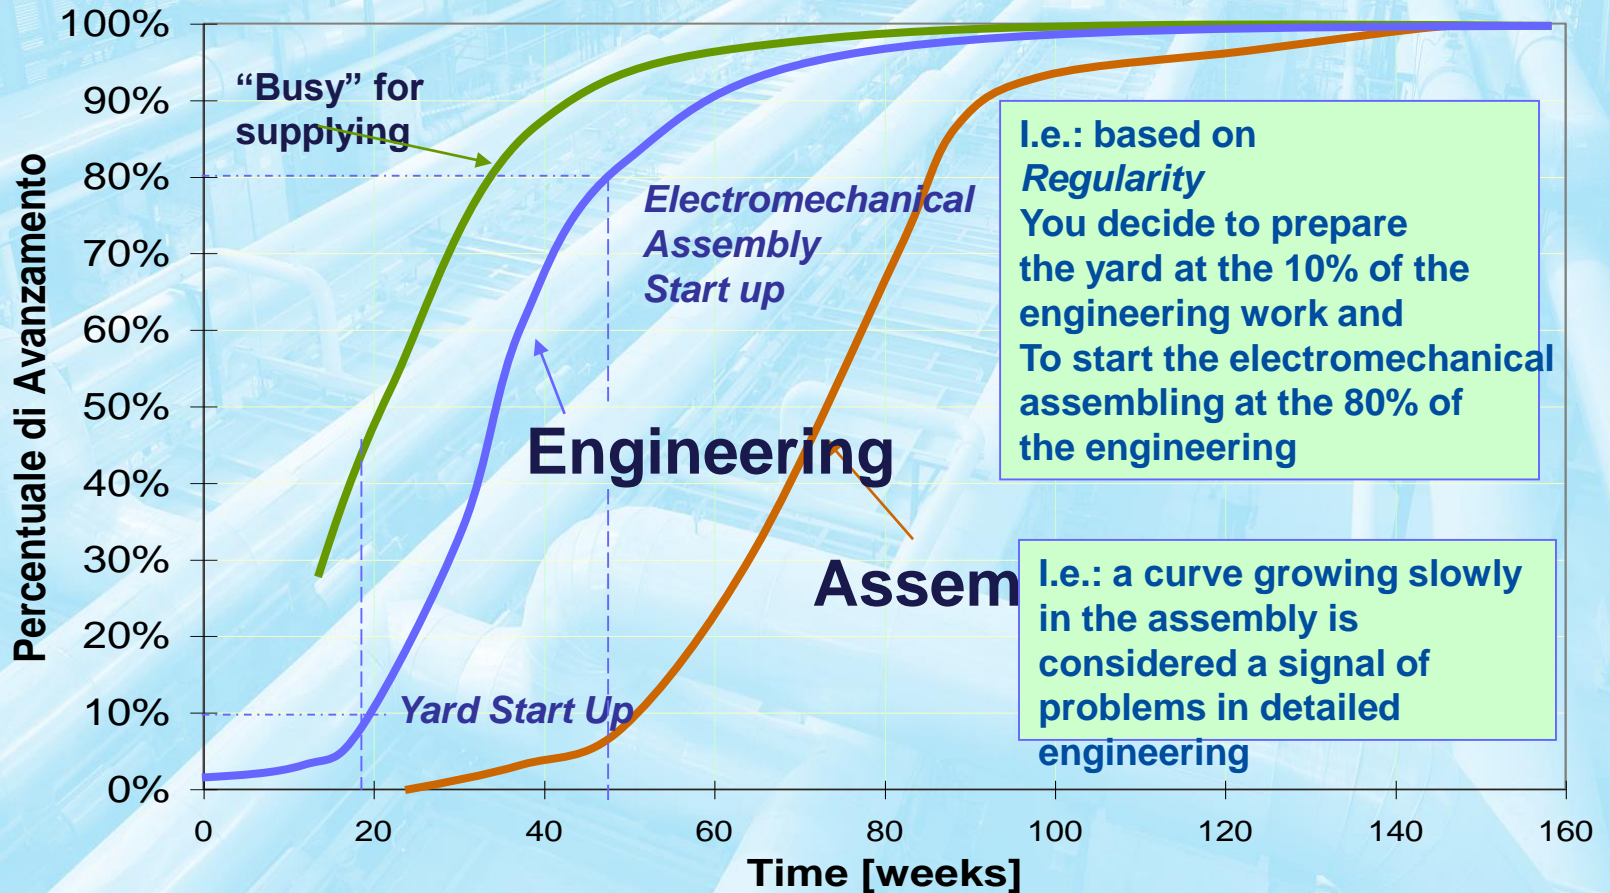 100%
90%
80%
70%
60%
50%
40%
30%
20%
10%
0%
Percentuale di Avanzamento
“Busy” for
supplying
Electromechanical
Assembly
Start up
Engineering
Assem
Yard Start Up
I.e.: based on
Regularity
You decide to prepare
the yard at the 10% of the
engineering work and
To start the electromechanical
assembling at the 80% of
the engineering
I.e.: a curve growing slowly
in the assembly is
considered a signal of
problems in detailed
engineering
0 20 40 60 80 100 120 140 160
Time [weeks]